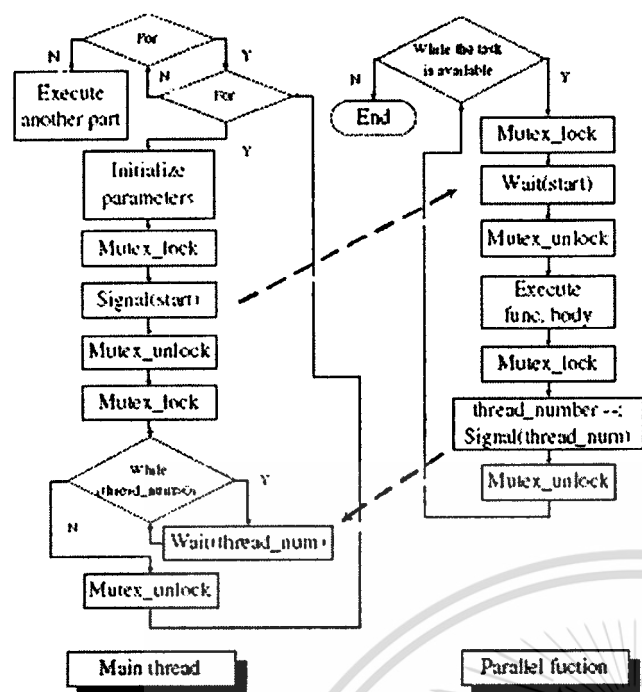 For
N
Y
N
For
Execute
another part
Y
Initialize
parameters
Mutex_lock
Signal(start)
Mutex_unlock
Mutex_lock
While
Y
N
Wait(thread_num)
Mutex_unlock
Main thread
While the task
is available
N
Y
End
Mutex_lock
Wait(start)
Mutex_unlock
Execute
func. body
Mutex_lock
thread_number --;
Signal(thread_num)
Mutex_unlock
Parallel fuction